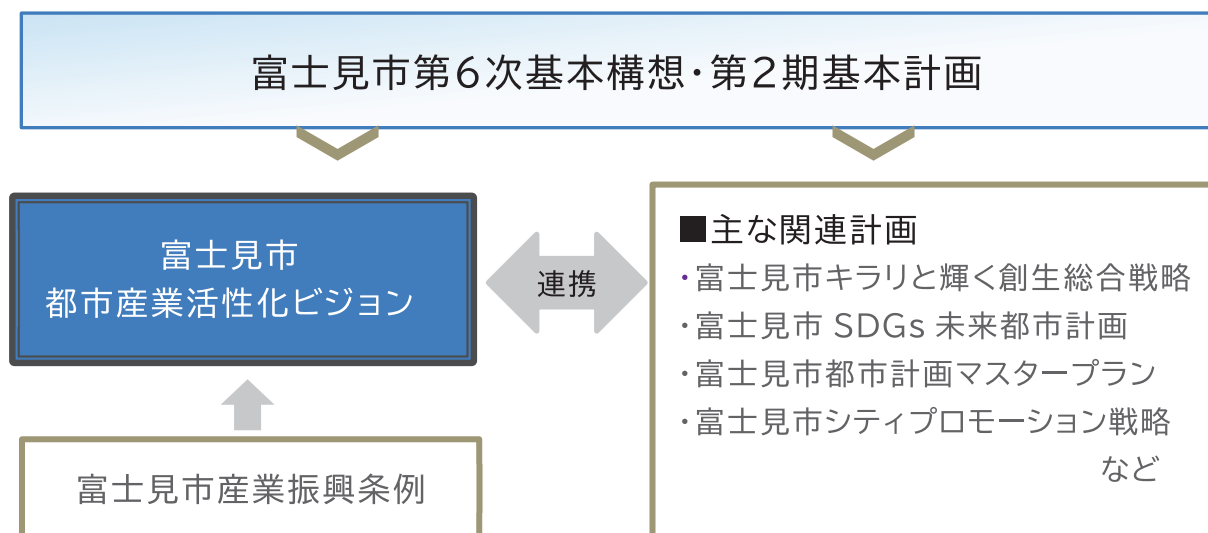 富士見市第6次基本構想・第2期基本計画
富士見市
都市産業活性化ビジョン
連携
■主な関連計画
・富士見市キラリと輝く創生総合戦略
・富士見市 SDGs 未来都市計画
・富士見市都市計画マスタープラン
・富士見市シティプロモーション戦略
など
富士見市産業振興条例